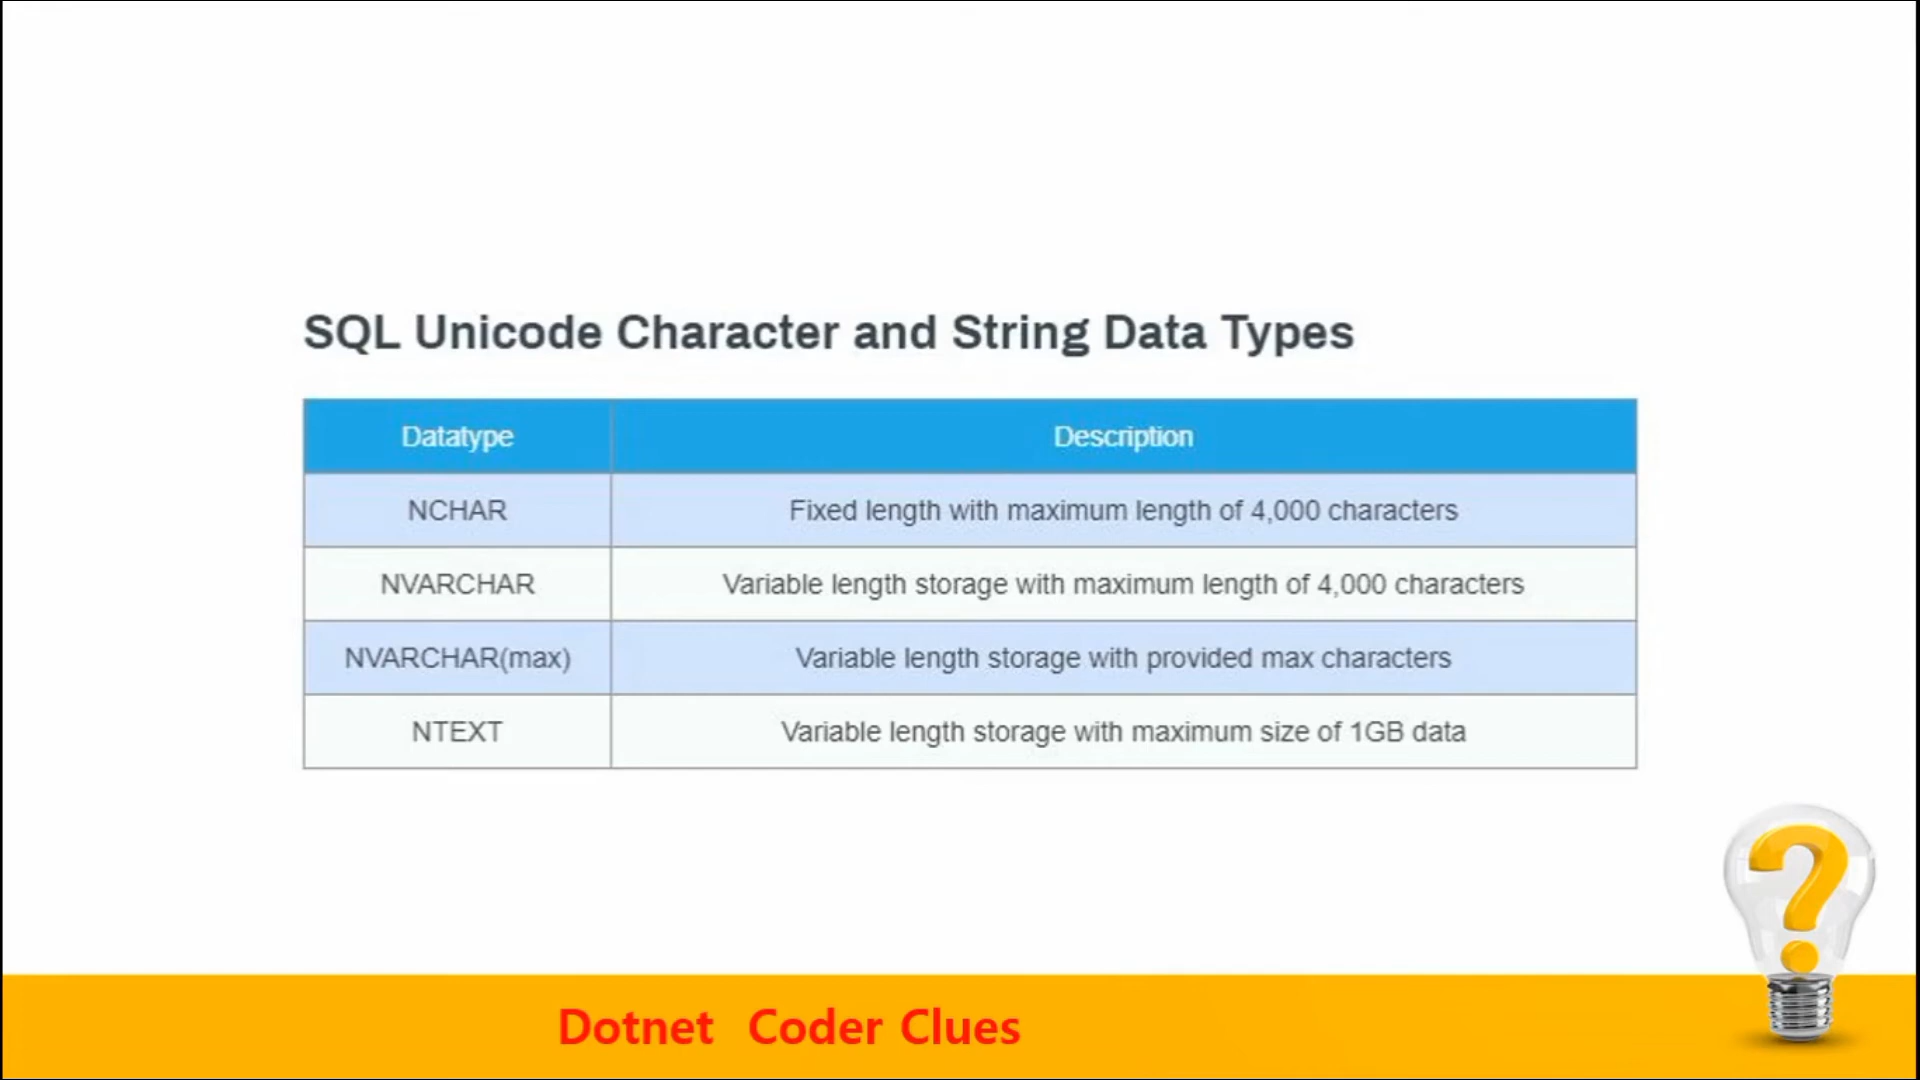 SQL Unicode Character and String Data Types
Datatype Description
NCHAR Fixed length with maximum length of 4,000 characters
NVARCHAR Variable length storage with maximum length of 4,000 characters
NVARCHAR(max) Variable length storage with provided max characters
NTEXT Variable length storage with maximum size of 1GB data
?
Dotnet Coder Clues